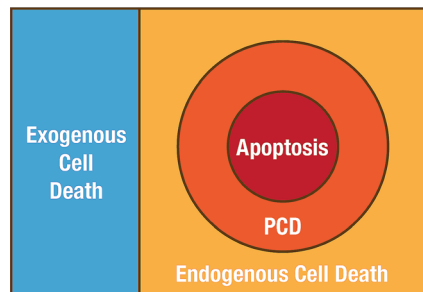 Exogenous
Cell
Death
Apoptosis
PCD
Endogenous Cell Death